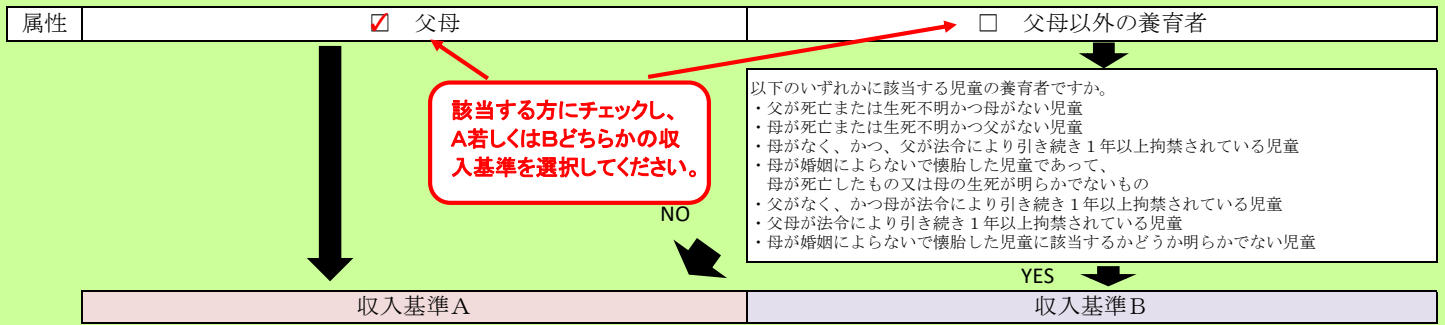 属性
☑ 父母
□ 父母以外の養育者
該当する方にチェックし、
A若しくはBどちらかの収
入基準を選択してください。
以下のいずれかに該当する児童の養育者ですか。
・父が死亡または生死不明かつ母がない児童
・母が死亡または生死不明かつ父がない児童
・母がなく、かつ、父が法令により引き続き１年以上拘禁されている児童
・母が婚姻によらないで懐胎した児童であって、
母が死亡したもの又は母の生死が明らかでないもの
・父がなく、かつ母が法令により引き続き１年以上拘禁されている児童
・父母が法令により引き続き１年以上拘禁されている児童
・母が婚姻によらないで懐胎した児童に該当するかどうか明らかでない児童
NO
YES
収入基準Ａ
収入基準Ｂ